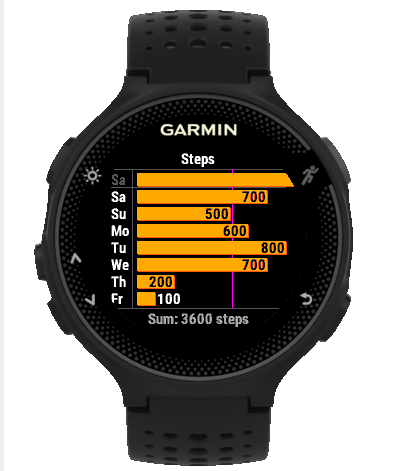 GARMIN
Steps
Sa
Sa 700
Su 500
Mo 600
Tu 800
We 700
Th 200
Fr 100
Sum: 3600 steps